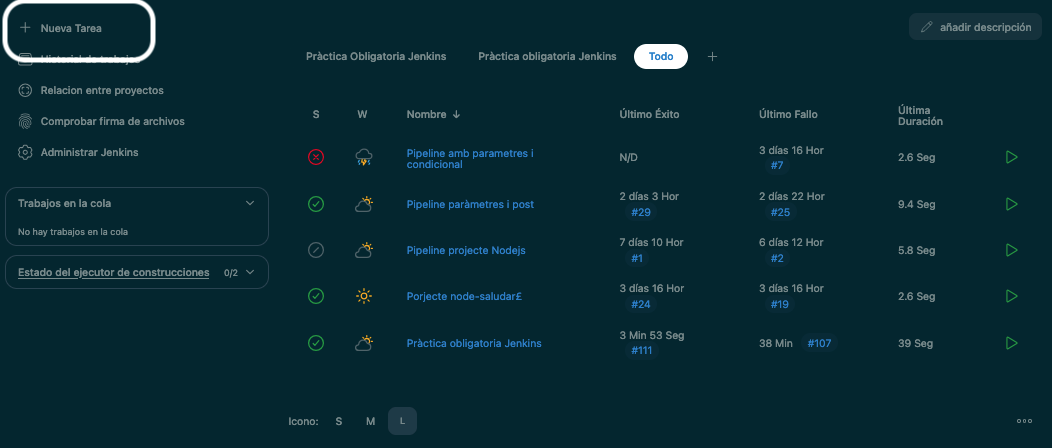 Nueva Tarea
añadir descripción
Historial de trabajos
Pràctica Obligatoria Jenkins
Pràctica obligatoria Jenkins
Todo
Relacion entre proyectos
Comprobar firma de archivos
Administrar Jenkins
Trabajos en la cola
No hay trabajos en la cola
Estado del ejecutor de construcciones 0/2
S W Nombre ↓ Último Éxito Último Fallo Última
Duración
Pipeline amb parametres i
condicional
N/D
3 días 16 Hor
#7
2.6 Seg
Pipeline paràmetres i post
2 días 3 Hor
#29
2 días 22 Hor
#25
9.4 Seg
Pipeline projecte Nodejs
7 días 10 Hor
#1
6 días 12 Hor
#2
5.8 Seg
Porjecte node-saludar£
3 días 16 Hor
#24
3 días 16 Hor
#19
2.6 Seg
Pràctica obligatoria Jenkins
3 Min 53 Seg
#111
38 Min #107
39 Seg
Icono: S M L